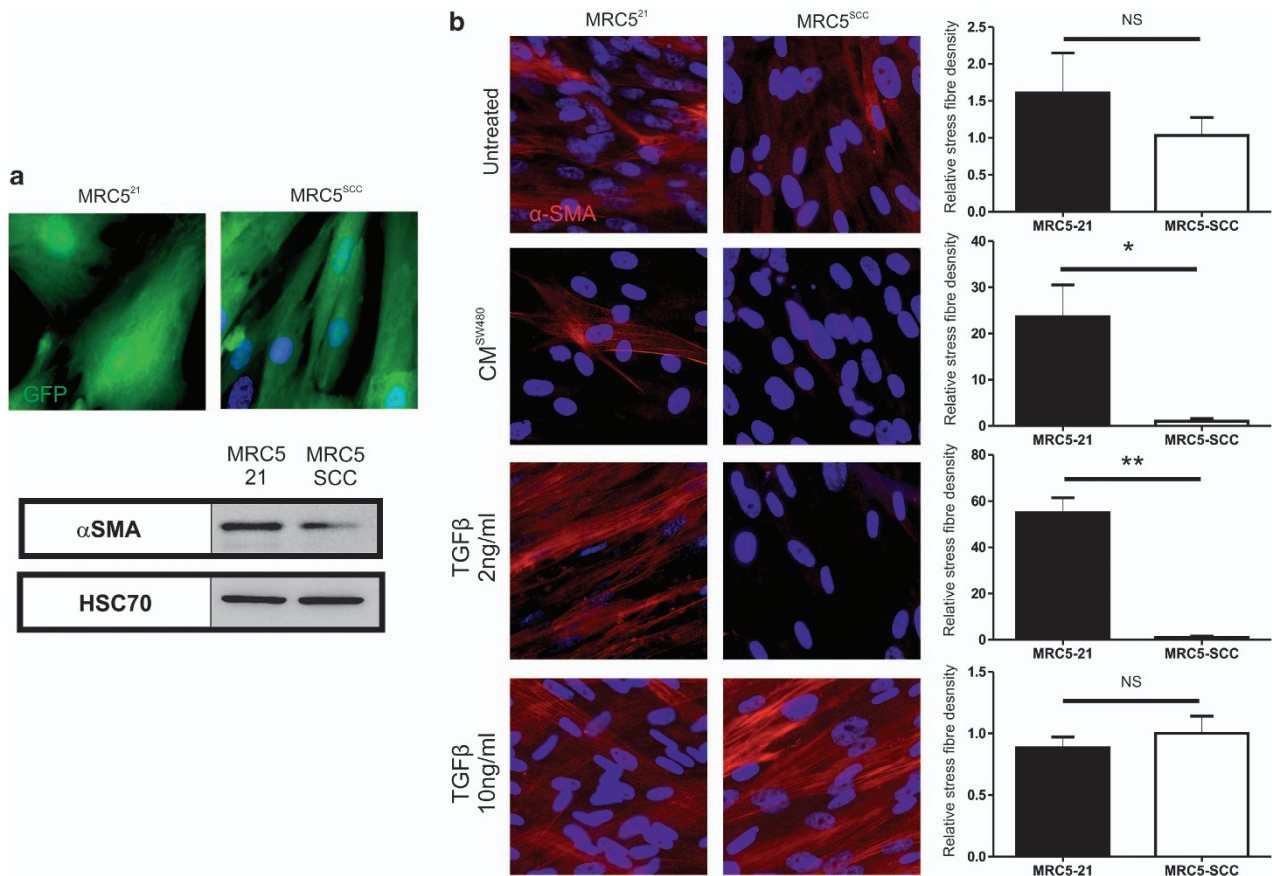 a
MRC5²¹
MRC5ˢᶜᶜ
GFP
MRC5 21
MRC5 SCC
αSMA
HSC70
b
MRC5²¹
MRC5ˢᶜᶜ
Untreated
α-SMA
CMˢᵂ⁴⁸⁰
TGFβ
2ng/ml
TGFβ
10ng/ml
Relative stress fibre desnsity
2.5
2.0
1.5
1.0
0.5
0.0
NS
MRC5-21
MRC5-SCC
Relative stress fibre desnsity
40
30
20
10
0
*
MRC5-21
MRC5-SCC
Relative stress fibre desnsity
80
60
40
20
0
**
MRC5-21
MRC5-SCC
Relative stress fibre desnsity
1.5
1.0
0.5
0.0
NS
MRC5-21
MRC5-SCC